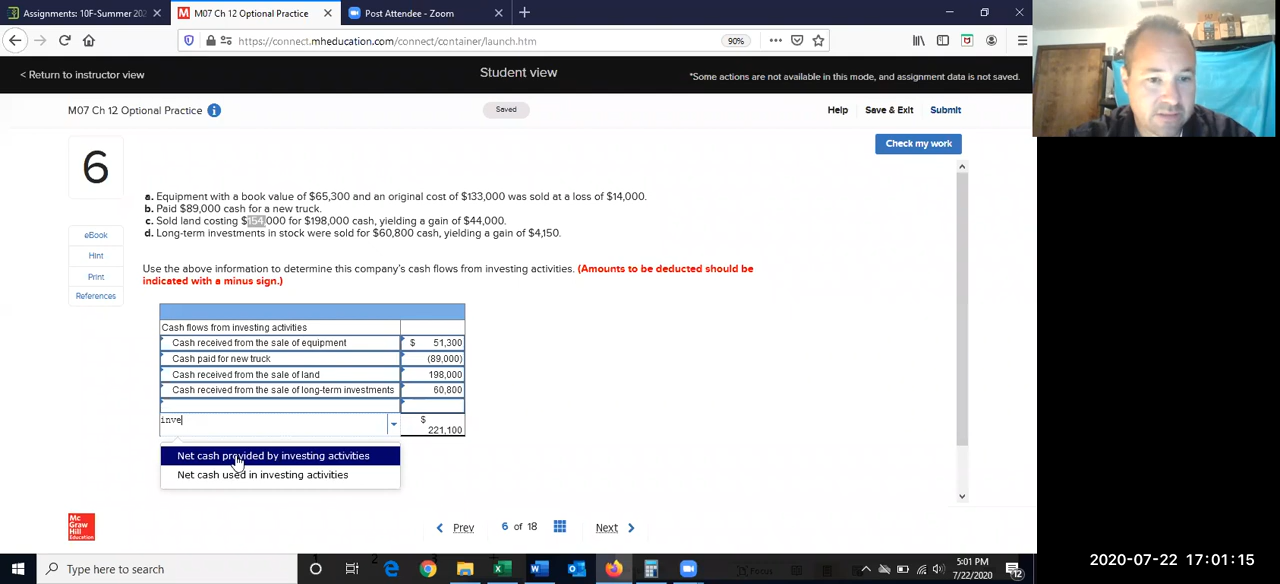 Assignments: 10F-Summer 202
M07 Ch 12 Optional Practice
Post Attendee - Zoom
https://connect.mheducation.com/connect/container/launch.htm
90%
< Return to instructor view
Student view
*Some actions are not available in this mode, and assignment data is not saved.
M07 Ch 12 Optional Practice
Saved
Help
Save & Exit
Submit
Check my work
6
eBook
Hint
Print
References
a. Equipment with a book value of $65,300 and an original cost of $133,000 was sold at a loss of $14,000.
b. Paid $89,000 cash for a new truck.
c. Sold land costing $154,000 for $198,000 cash, yielding a gain of $44,000.
d. Long-term investments in stock were sold for $60,800 cash, yielding a gain of $4,150.
Use the above information to determine this company's cash flows from investing activities. (Amounts to be deducted should be
indicated with a minus sign.)
Cash flows from investing activities
Cash received from the sale of equipment $ 51,300
Cash paid for new truck (89,000)
Cash received from the sale of land 198,000
Cash received from the sale of long-term investments 60,800
inve $
221,100
Net cash provided by investing activities
Net cash used in investing activities
Mc
Graw
Hill
Education
Prev
6 of 18
Next
Type here to search
5:01 PM
7/22/2020
2020-07-22 17:01:15